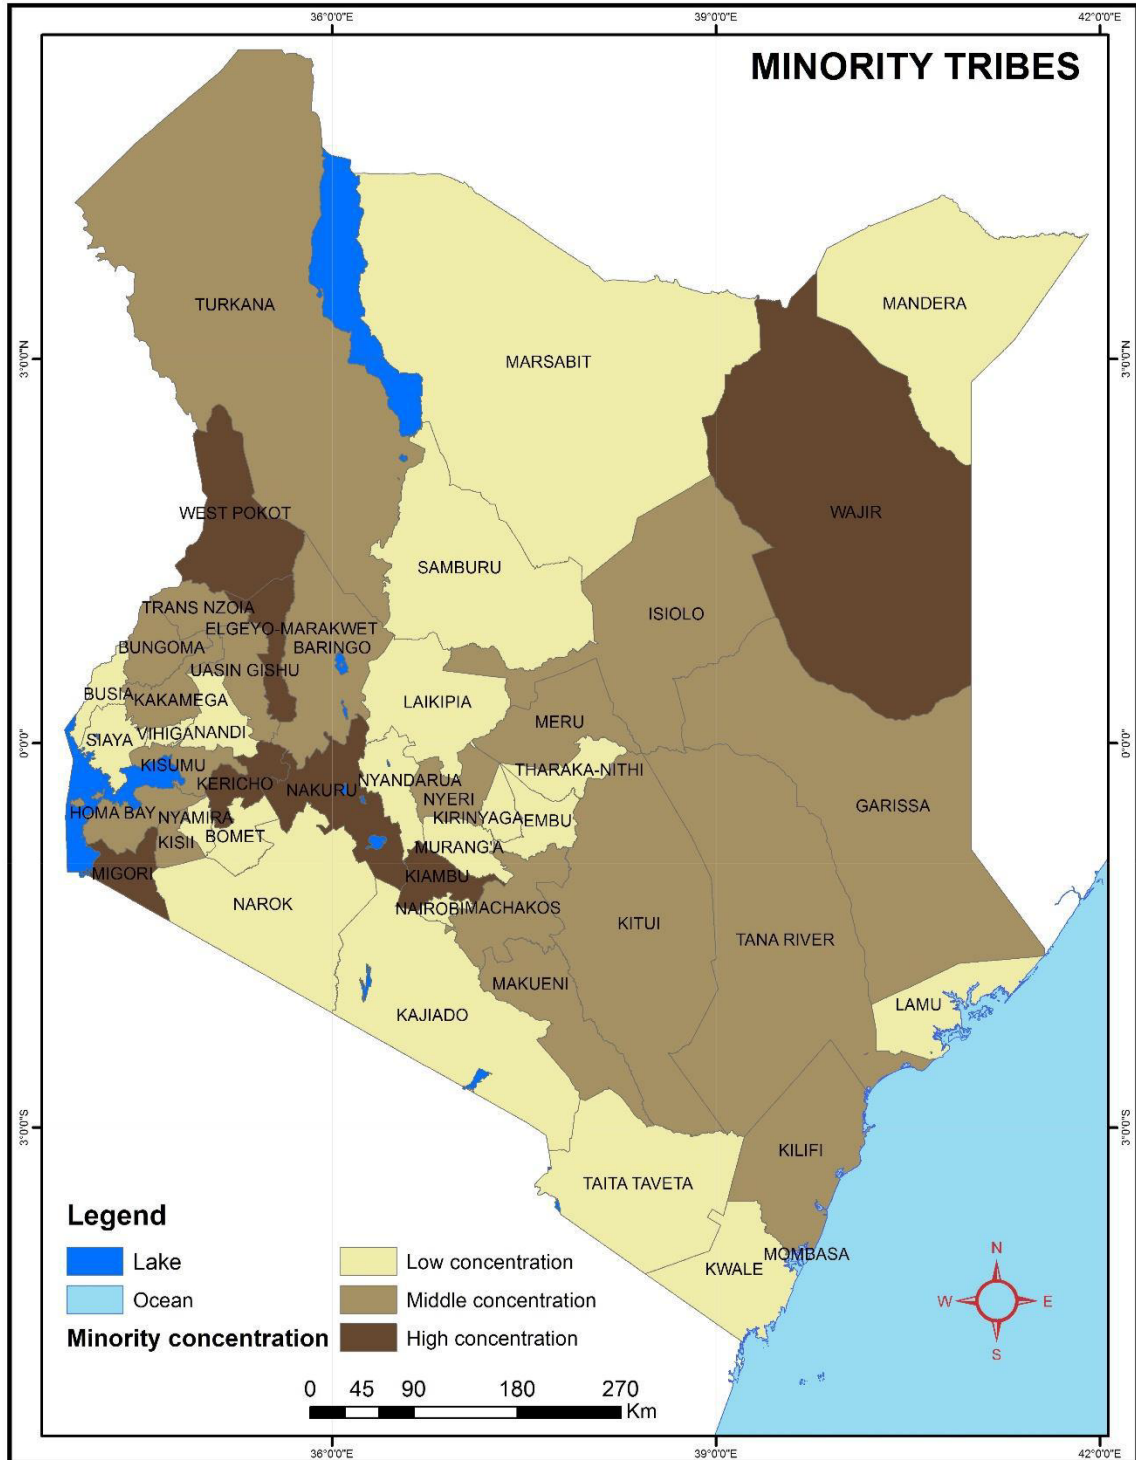 36°0'0"E 39°0'0"E 42°0'0"E
MINORITY TRIBES
TURKANA
MANDERA
MARSABIT
3°0'0"N 3°0'0"N
WEST POKOT
WAJIR
SAMBURU
TRANS NZOIA
ISIOLO
ELGEYO-MARAKWET
BUNGOMA
BARINGO
UASIN GISHU
BUSIA
KAKAMEGA
LAIKIPIA
MERU
SIAYA
VIHIGA
NANDI
0°0'0" 0°0'0"
KISUMU
THARAKA-NITHI
KERICHO
NAKURU
NYANDARUA
NYERI
GARISSA
HOMA BAY
NYAMIRA
KIRINYAGA
EMBU
KISII
BOMET
MURANG'A
MIGORI
KIAMBU
NAROK
NAIROBI
MACHAKOS
KITUI
TANA RIVER
MAKUENI
LAMU
KAJIADO
3°0'0"S 3°0'0"S
KILIFI
TAITA TAVETA
MOMBASA
KWALE
Legend
Lake
Ocean
Minority concentration
Low concentration
Middle concentration
High concentration
N
W E
S
0 45 90 180 270
Km
36°0'0"E 39°0'0"E 42°0'0"E